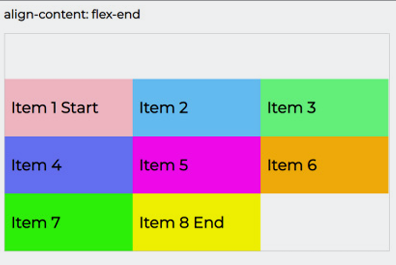 align-content: flex-end
Item 1 Start
Item 2
Item 3
Item 4
Item 5
Item 6
Item 7
Item 8 End